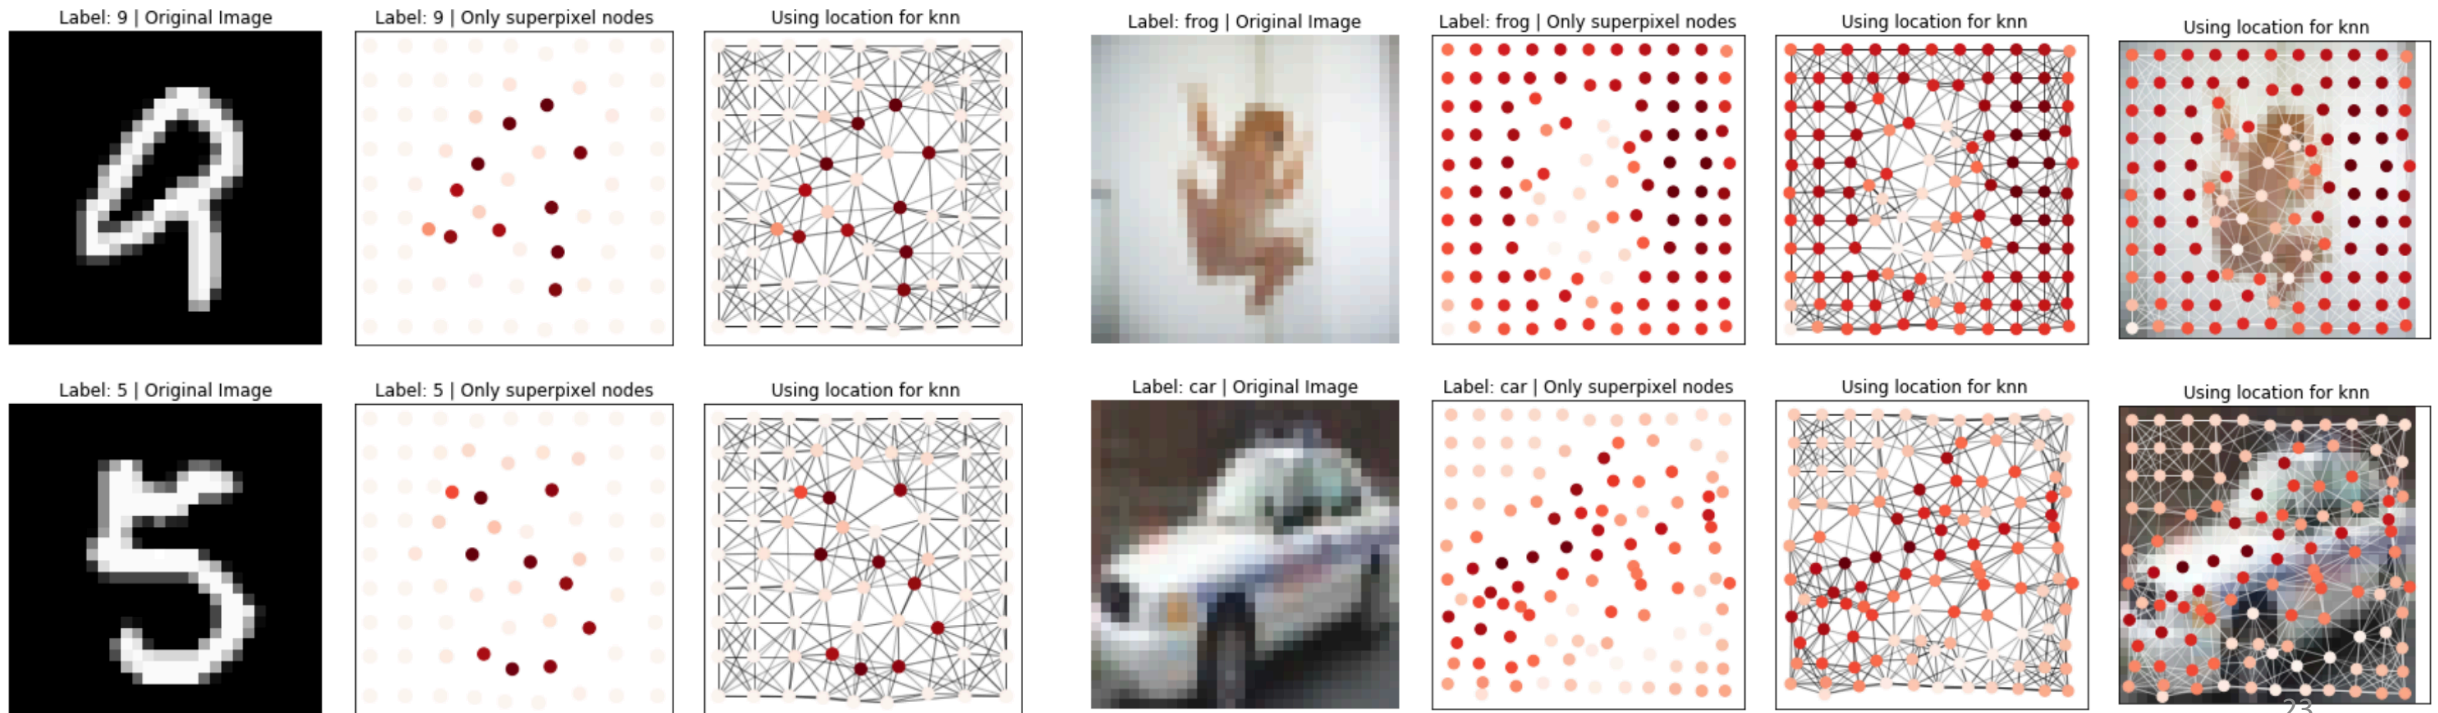 Label: 9 | Original Image
Label: 9 | Only superpixel nodes
Using location for knn
Label: frog | Original Image
Label: frog | Only superpixel nodes
Using location for knn
Using location for knn
Label: 5 | Original Image
Label: 5 | Only superpixel nodes
Using location for knn
Label: car | Original Image
Label: car | Only superpixel nodes
Using location for knn
Using location for knn
23